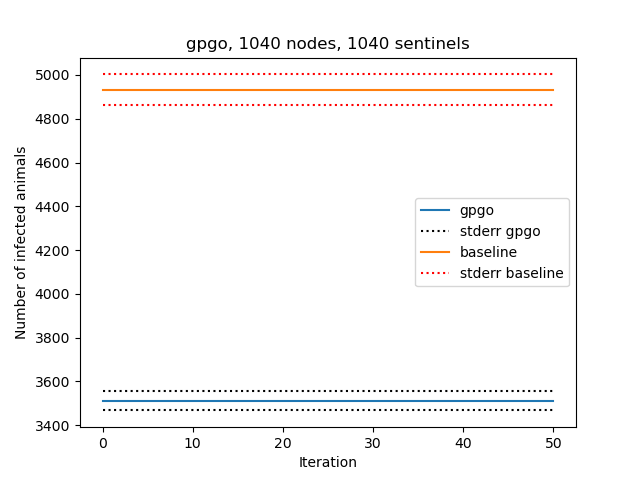 gpgo, 1040 nodes, 1040 sentinels
Number of infected animals
5000
4800
4600
4400
4200
4000
3800
3600
3400
gpgo
stderr gpgo
baseline
stderr baseline
0 10 20 30 40 50
Iteration